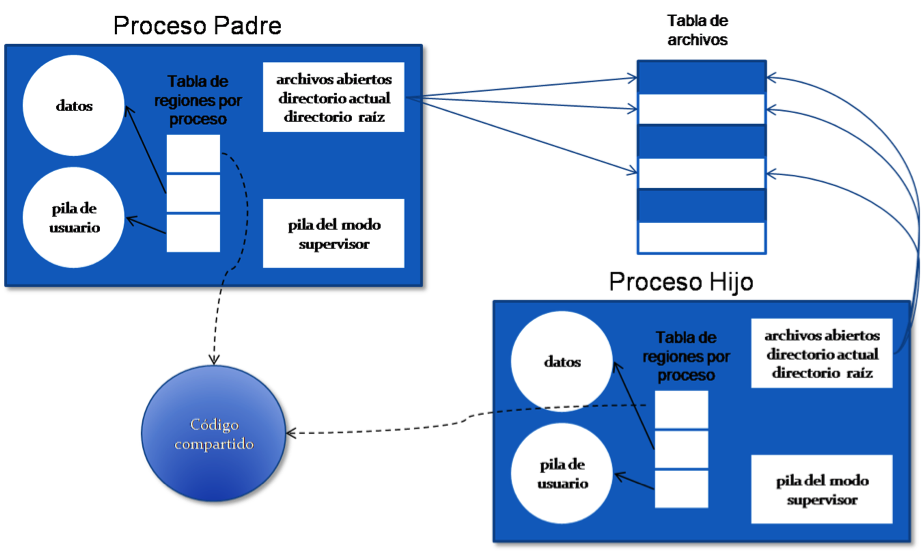 Proceso Padre
Tabla de
archivos
datos
Tabla de
regiones por
proceso
archivos abiertos
directorio actual
directorio raíz
pila de
usuario
pila del modo
supervisor
Proceso Hijo
datos
Tabla de
regiones por
proceso
archivos abiertos
directorio actual
directorio raíz
Código
compartido
pila de
usuario
pila del modo
supervisor